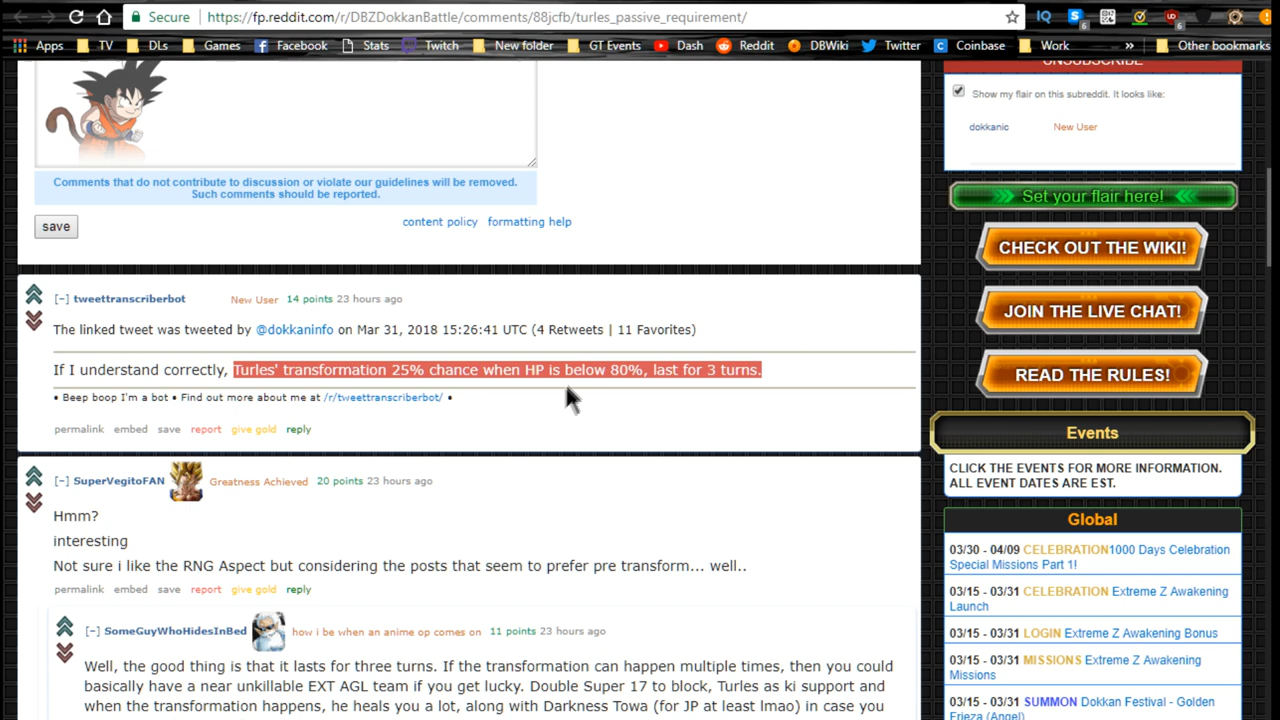 Secure https://fp.reddit.com/r/DBZDokkanBattle/comments/88jcfb/turles_passive_requirement/
Apps TV DLs Games Facebook Stats Twitch New folder GT Events Dash Reddit DBWiki Twitter Coinbase Work » Other bookmarks
UNSUBSCRIBE
Show my flair on this subreddit. It looks like:
dokkanic New User
Comments that do not contribute to discussion or violate our guidelines will be removed.
Such comments should be reported.
save content policy formatting help
Set your flair here!
CHECK OUT THE WIKI!
JOIN THE LIVE CHAT!
READ THE RULES!
[-] tweettranscriberbot New User 14 points 23 hours ago
The linked tweet was tweeted by @dokkaninfo on Mar 31, 2018 15:26:41 UTC (4 Retweets | 11 Favorites)
If I understand correctly, Turles' transformation 25% chance when HP is below 80%, last for 3 turns.
• Beep boop I'm a bot • Find out more about me at /r/tweettranscriberbot/ •
permalink embed save report give gold reply
[-] SuperVegitoFAN Greatness Achieved 20 points 23 hours ago
Hmm?
interesting
Not sure i like the RNG Aspect but considering the posts that seem to prefer pre transform... well..
permalink embed save report give gold reply
[-] SomeGuyWhoHidesInBed how i be when an anime op comes on 11 points 23 hours ago
Well, the good thing is that it lasts for three turns. If the transformation can happen multiple times, then you could
basically have a near unkillable EXT AGL team if you get lucky. Double Super 17 to block, Turles as ki support and
when the transformation happens, he heals you a lot, along with Darkness Towa (for JP at least lmao) in case you
Events
CLICK THE EVENTS FOR MORE INFORMATION.
ALL EVENT DATES ARE EST.
Global
03/30 - 04/09 CELEBRATION1000 Days Celebration
Special Missions Part 1!
03/15 - 03/31 CELEBRATION Extreme Z Awakening
Launch
03/15 - 03/31 LOGIN Extreme Z Awakening Bonus
03/15 - 03/31 MISSIONS Extreme Z Awakening
Missions
03/15 - 03/31 SUMMON Dokkan Festival - Golden
Frieza (Angel)